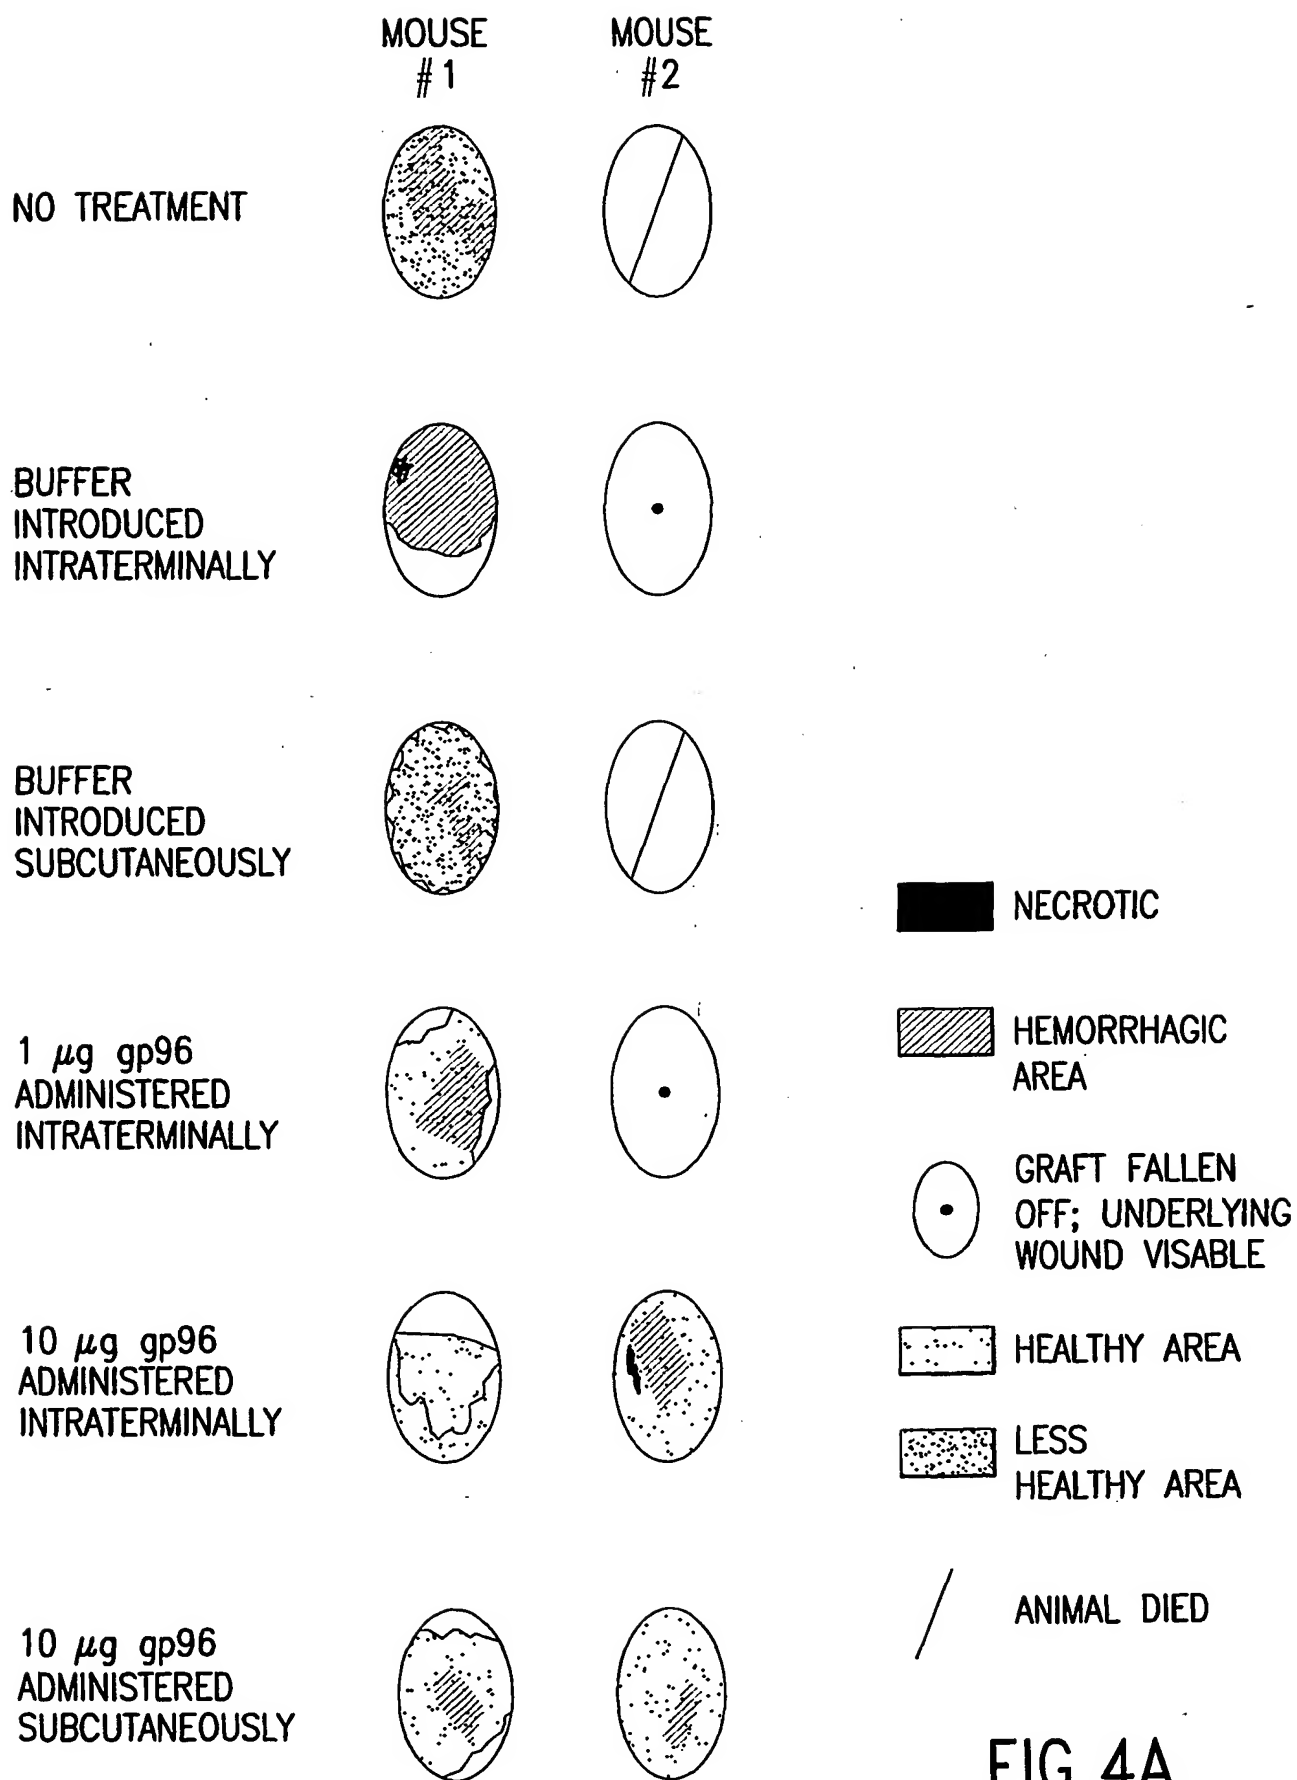 MOUSE
#1
MOUSE
#2
NO TREATMENT
BUFFER
INTRODUCED
INTRATERMINALLY
BUFFER
INTRODUCED
SUBCUTANEOUSLY
1 μg gp96
ADMINISTERED
INTRATERMINALLY
10 μg gp96
ADMINISTERED
INTRATERMINALLY
10 μg gp96
ADMINISTERED
SUBCUTANEOUSLY
NECROTIC
HEMORRHAGIC
AREA
GRAFT FALLEN
OFF; UNDERLYING
WOUND VISABLE
HEALTHY AREA
LESS
HEALTHY AREA
ANIMAL DIED
FIG. 4A